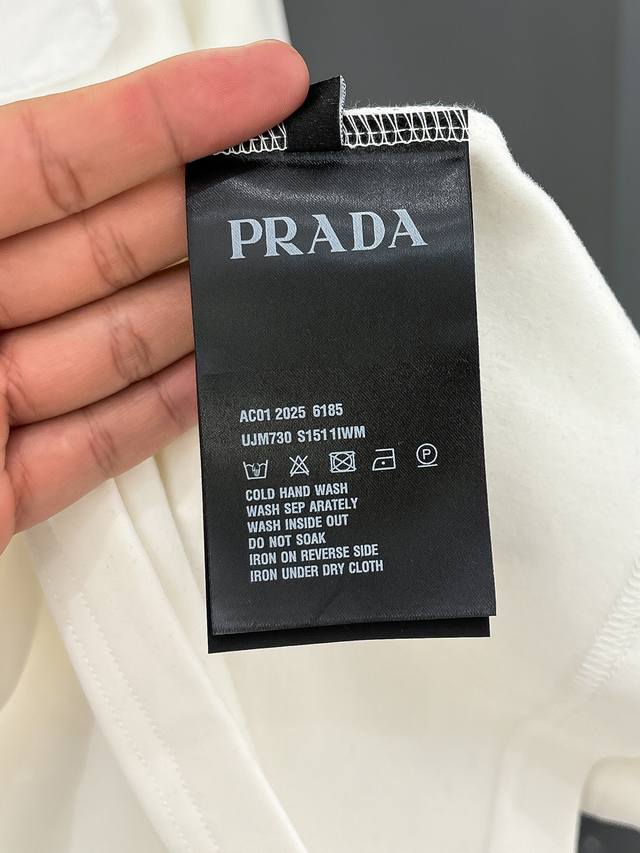 PRADA
AC01 2025 6185
UJM730 S1511IWM
P
COLD HAND WASH
WASH SEP ARATELY
WASH INSIDE OUT
DO NOT SOAK
IRON ON REVERSE SIDE
IRON UNDER DRY CLOTH